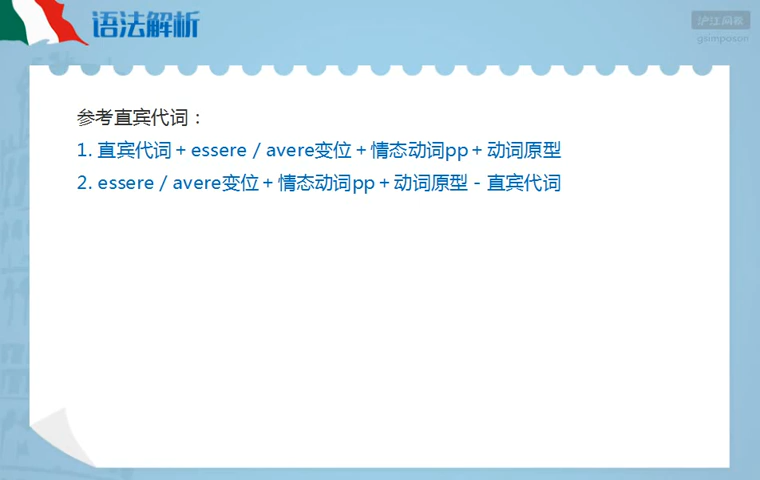 语法解析
沪江网校
gsimposon
参考直宾代词：
1. 直宾代词＋essere / avere变位＋情态动词pp＋动词原型
2. essere / avere变位＋情态动词pp＋动词原型－直宾代词